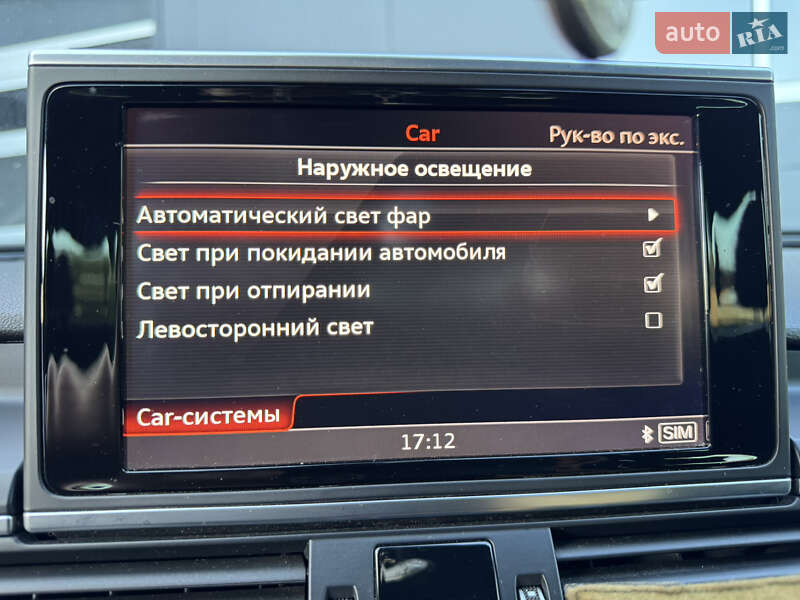 auto RIA .com
Car Рук-во по экс.
Наружное освещение
Автоматический свет фар
Свет при покидании автомобиля
Свет при отпирании
Левосторонний свет
Car-системы
17:12 SIM